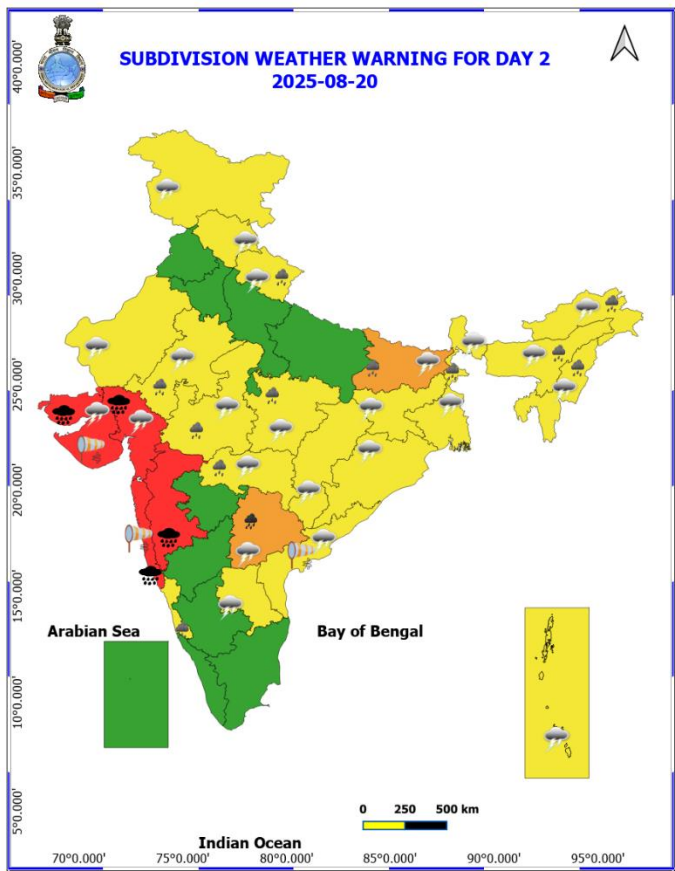 SUBDIVISION WEATHER WARNING FOR DAY 2
2025-08-20
40°0.000'
35°0.000'
30°0.000'
25°0.000'
20°0.000'
15°0.000'
10°0.000'
5°0.000'
Arabian Sea
Bay of Bengal
0 250 500 km
Indian Ocean
70°0.000' 75°0.000' 80°0.000' 85°0.000' 90°0.000' 95°0.000'